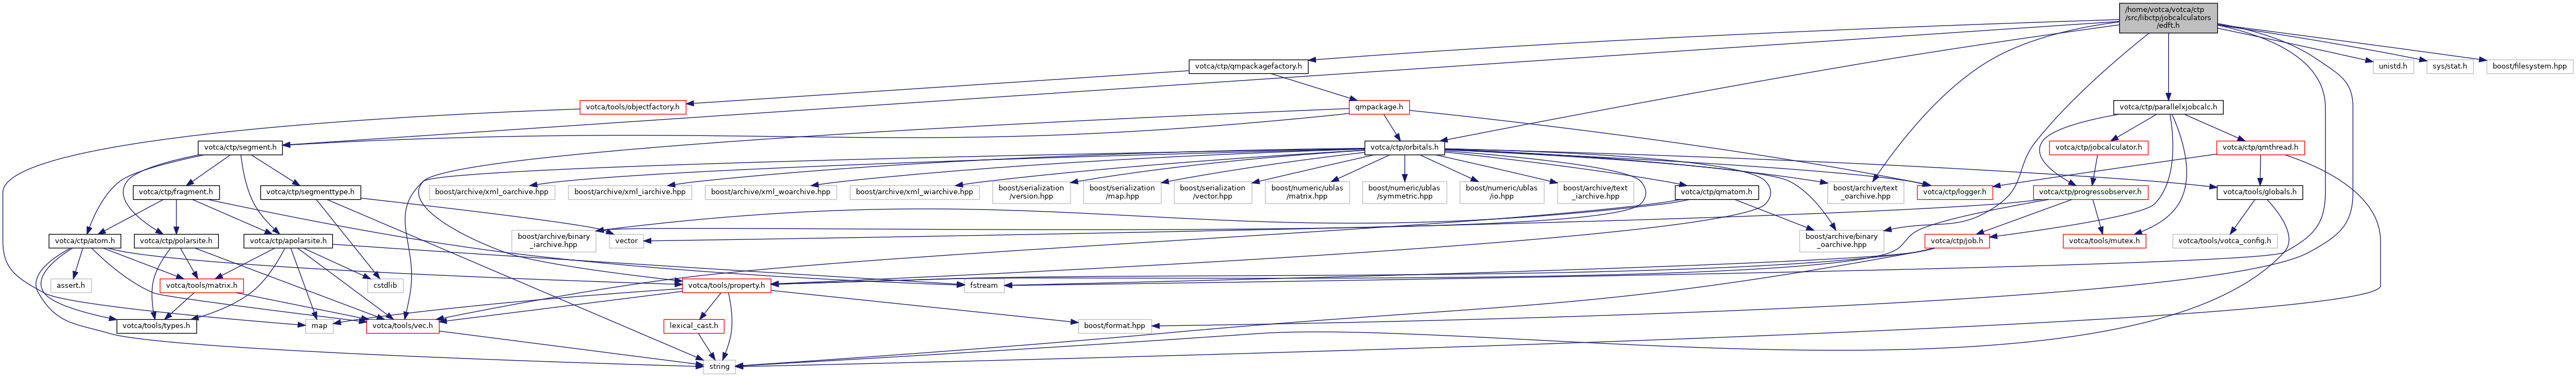 /home/votca/votca/ctp
/src/libctp/jobcalculators
/edft.h
votca/ctp/qmpackagefactory.h
unistd.h
sys/stat.h
boost/filesystem.hpp
votca/tools/objectfactory.h
qmpackage.h
votca/ctp/parallelxjobcalc.h
votca/ctp/segment.h
votca/ctp/orbitals.h
votca/ctp/jobcalculator.h
votca/ctp/qmthread.h
votca/ctp/fragment.h
votca/ctp/segmenttype.h
boost/archive/xml_oarchive.hpp
boost/archive/xml_iarchive.hpp
boost/archive/xml_woarchive.hpp
boost/archive/xml_wiarchive.hpp
boost/serialization
/version.hpp
boost/serialization
/map.hpp
boost/serialization
/vector.hpp
boost/numeric/ublas
/matrix.hpp
boost/numeric/ublas
/symmetric.hpp
boost/numeric/ublas
/io.hpp
boost/archive/text
_iarchive.hpp
votca/ctp/qmatom.h
boost/archive/text
_oarchive.hpp
votca/ctp/logger.h
votca/ctp/progressobserver.h
votca/tools/globals.h
votca/ctp/atom.h
votca/ctp/polarsite.h
votca/ctp/apolarsite.h
boost/archive/binary
_iarchive.hpp
vector
boost/archive/binary
_oarchive.hpp
votca/ctp/job.h
votca/tools/mutex.h
votca/tools/votca_config.h
assert.h
votca/tools/matrix.h
cstdlib
votca/tools/property.h
fstream
votca/tools/types.h
map
votca/tools/vec.h
lexical_cast.h
boost/format.hpp
string